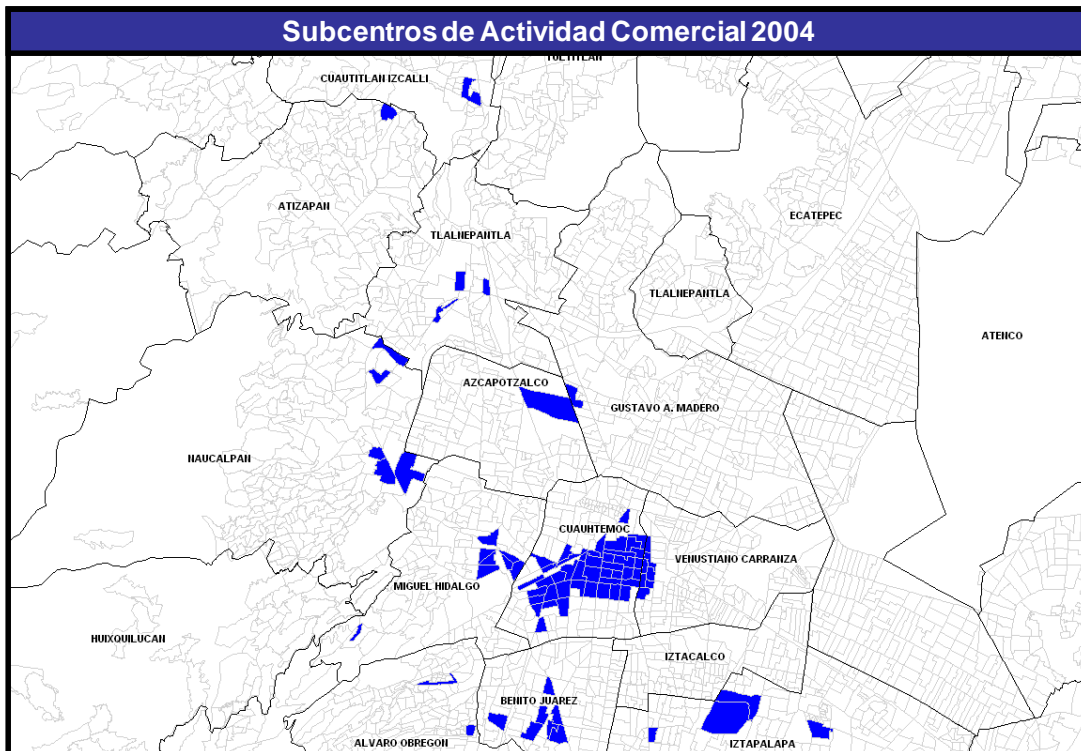 Subcentros de Actividad Comercial 2004
TULTITLAN
CUAUTITLAN IZCALLI
ATIZAPAN
ECATEPEC
TLALNEPANTLA
TLALNEPANTLA
ATENCO
AZCAPOTZALCO
GUSTAVO A. MADERO
NAUCALPAN
CUAUHTEMOC
VENUSTIANO CARRANZA
MIGUEL HIDALGO
HUIXQUILUCAN
IZTACALCO
BENITO JUAREZ
ALVARO OBREGON
IZTAPALAPA